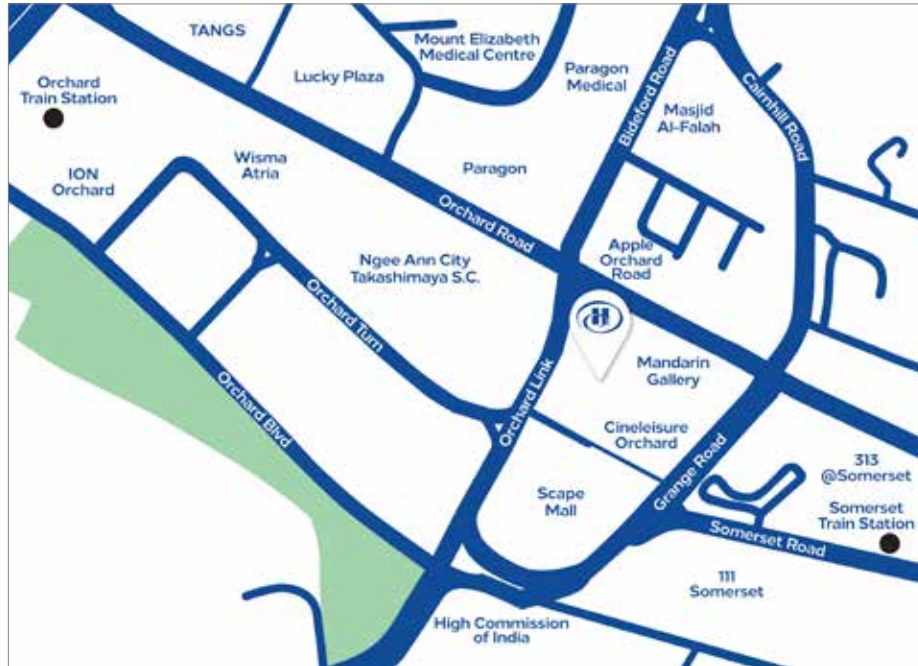 TANGS
Mount Elizabeth
Medical Centre
Orchard
Train Station
Lucky Plaza
Paragon
Medical
Bideford Road
Cairnhill Road
Masjid
Al-Falah
Wisma
Atria
Paragon
ION
Orchard
Orchard Road
Apple
Orchard
Road
Ngee Ann City
Takashimaya S.C.
Orchard Turn
H
Mandarin
Gallery
Orchard Link
Orchard Blvd
Cineleisure
Orchard
Grange Road
313
@Somerset
Scape
Mall
Somerset
Train Station
Somerset Road
111
Somerset
High Commission
of India